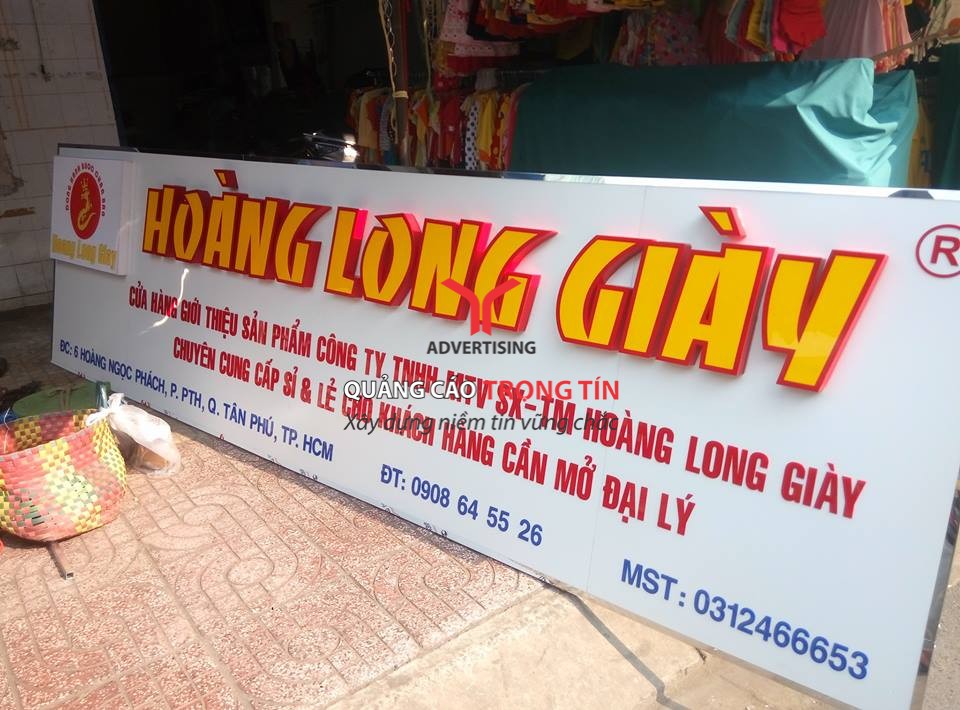 HOÀNG LONG GIÀY
®
Hoàng Long Giày
CỬA HÀNG GIỚI THIỆU SẢN PHẨM CÔNG TY TNHH MTV SX-TM HOÀNG LONG GIÀY
CHUYÊN CUNG CẤP SỈ & LẺ CHO KHÁCH HÀNG CẦN MỞ ĐẠI LÝ
ĐC: 6 HOÀNG NGỌC PHÁCH, P. PTH, Q. TÂN PHÚ, TP. HCM
ĐT: 0908 64 55 26
MST: 0312466653
ADVERTISING
QUẢNG CÁO TRỌNG TÍN
Xây dựng niềm tin vững chắc